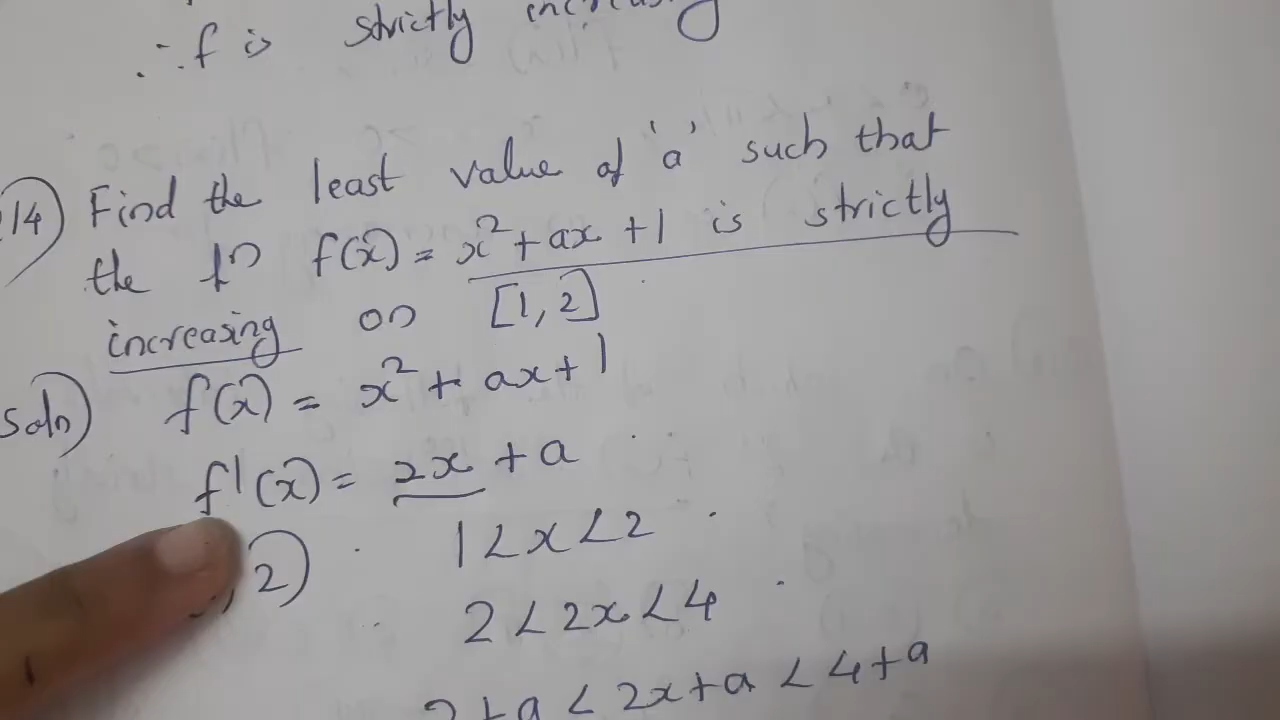 ∴ f is strictly increasing
14) Find the least value of 'a' such that
the fn f(x) = x² + ax + 1 is strictly
increasing on [1, 2]
Soln) f(x) = x² + ax + 1
f'(x) = 2x + a
, 2) 1 < x < 2
2 < 2x < 4
2 + a < 2x + a < 4 + a